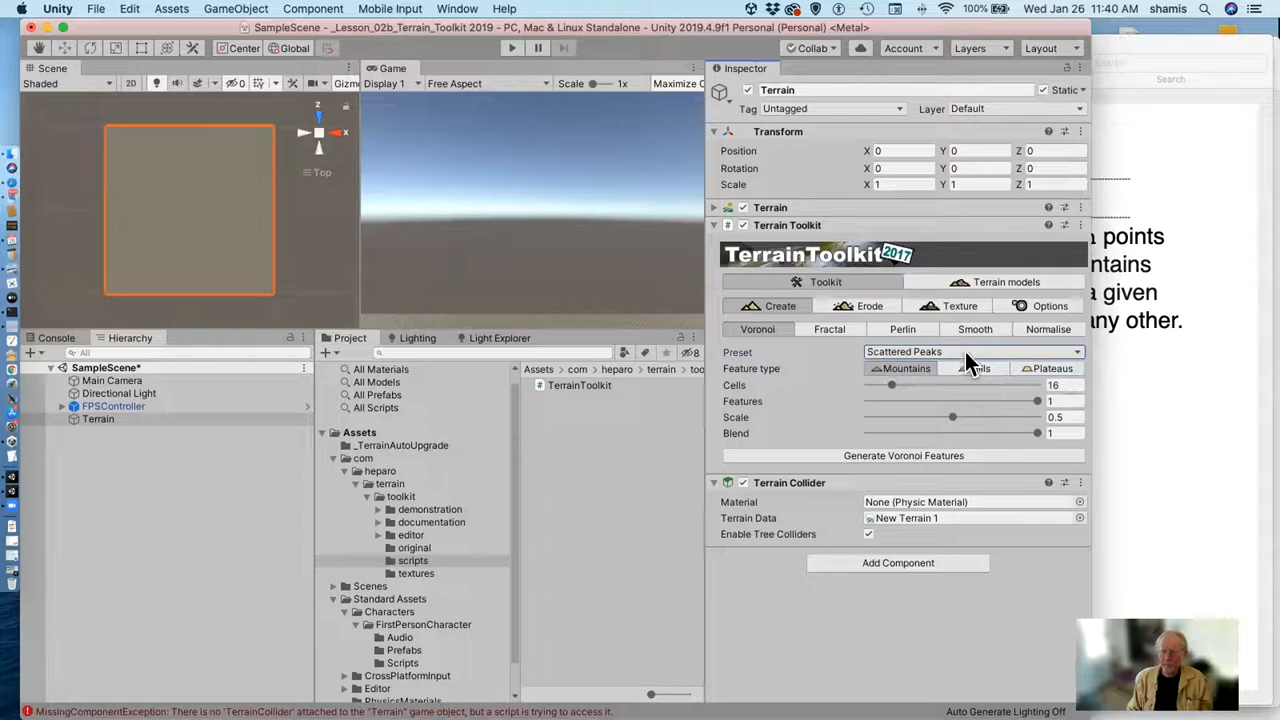 Unity File Edit Assets GameObject Component Mobile Input Window Help 100% Wed Jan 26 11:40 AM shamis
SampleScene - _Lesson_02b_Terrain_Toolkit 2019 - PC, Mac & Linux Standalone - Unity 2019.4.9f1 Personal (Personal) <Metal>
Center Global Collab Account Layers Layout
Scene Game Inspector
Shaded 2D 0 Gizmo Display 1 Free Aspect Scale 1x Maximize O
Terrain Static
Tag Untagged Layer Default
Transform
Position X 0 Y 0 Z 0
Rotation X 0 Y 0 Z 0
Scale X 1 Y 1 Z 1
Terrain
Terrain Toolkit
TerrainToolkit 2017
Toolkit Terrain models
Create Erode Texture Options
Voronoi Fractal Perlin Smooth Normalise
Preset Scattered Peaks
Feature type Mountains Plateaus
Cells 16
Features 1
Scale 0.5
Blend 1
Generate Voronoi Features
Terrain Collider
Material None (Physic Material)
Terrain Data New Terrain 1
Enable Tree Colliders
Add Component
z
x
Top
Console Hierarchy
All
SampleScene*
Main Camera
Directional Light
FPSController
Terrain
Project Lighting Light Explorer
8
All Materials
All Models
All Prefabs
All Scripts
Assets
_TerrainAutoUpgrade
com
heparo
terrain
toolkit
demonstration
documentation
editor
original
scripts
textures
Scenes
Standard Assets
Characters
FirstPersonCharacter
Audio
Prefabs
Scripts
CrossPlatformInput
Editor
PhysicsMaterials
Assets > com > heparo > terrain > too
TerrainToolkit
Search
points
ntains
a given
any other.
MissingComponentException: There is no 'TerrainCollider' attached to the "Terrain" game object, but a script is trying to access it.
Auto Generate Lighting Off